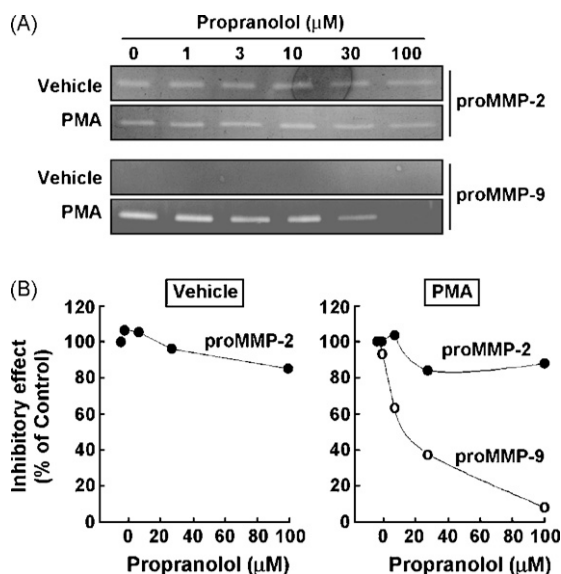 (A)
Propranolol (µM)
0 1 3 10 30 100
Vehicle
PMA
proMMP-2
Vehicle
PMA
proMMP-9
(B)
Vehicle
PMA
Inhibitory effect
(% of Control)
120
100
80
60
40
20
0
proMMP-2
0 20 40 60 80 100
Propranolol (µM)
120
100
80
60
40
20
0
proMMP-2
proMMP-9
0 20 40 60 80 100
Propranolol (µM)